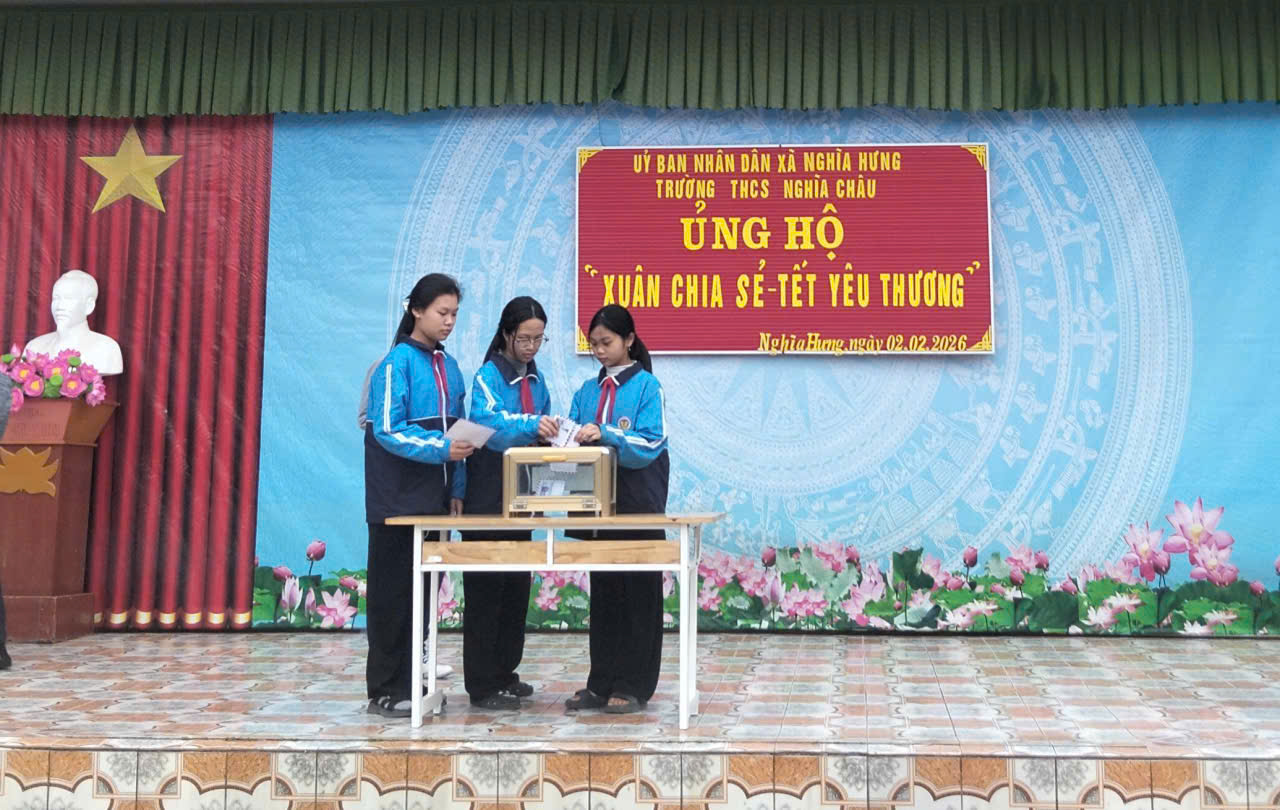 UỶ BAN NHÂN DÂN XÃ NGHĨA HƯNG
TRƯỜNG THCS NGHĨA CHÂU
ỦNG HỘ
"XUÂN CHIA SẺ-TẾT YÊU THƯƠNG"
Nghĩa Hưng, ngày 02.02.2026